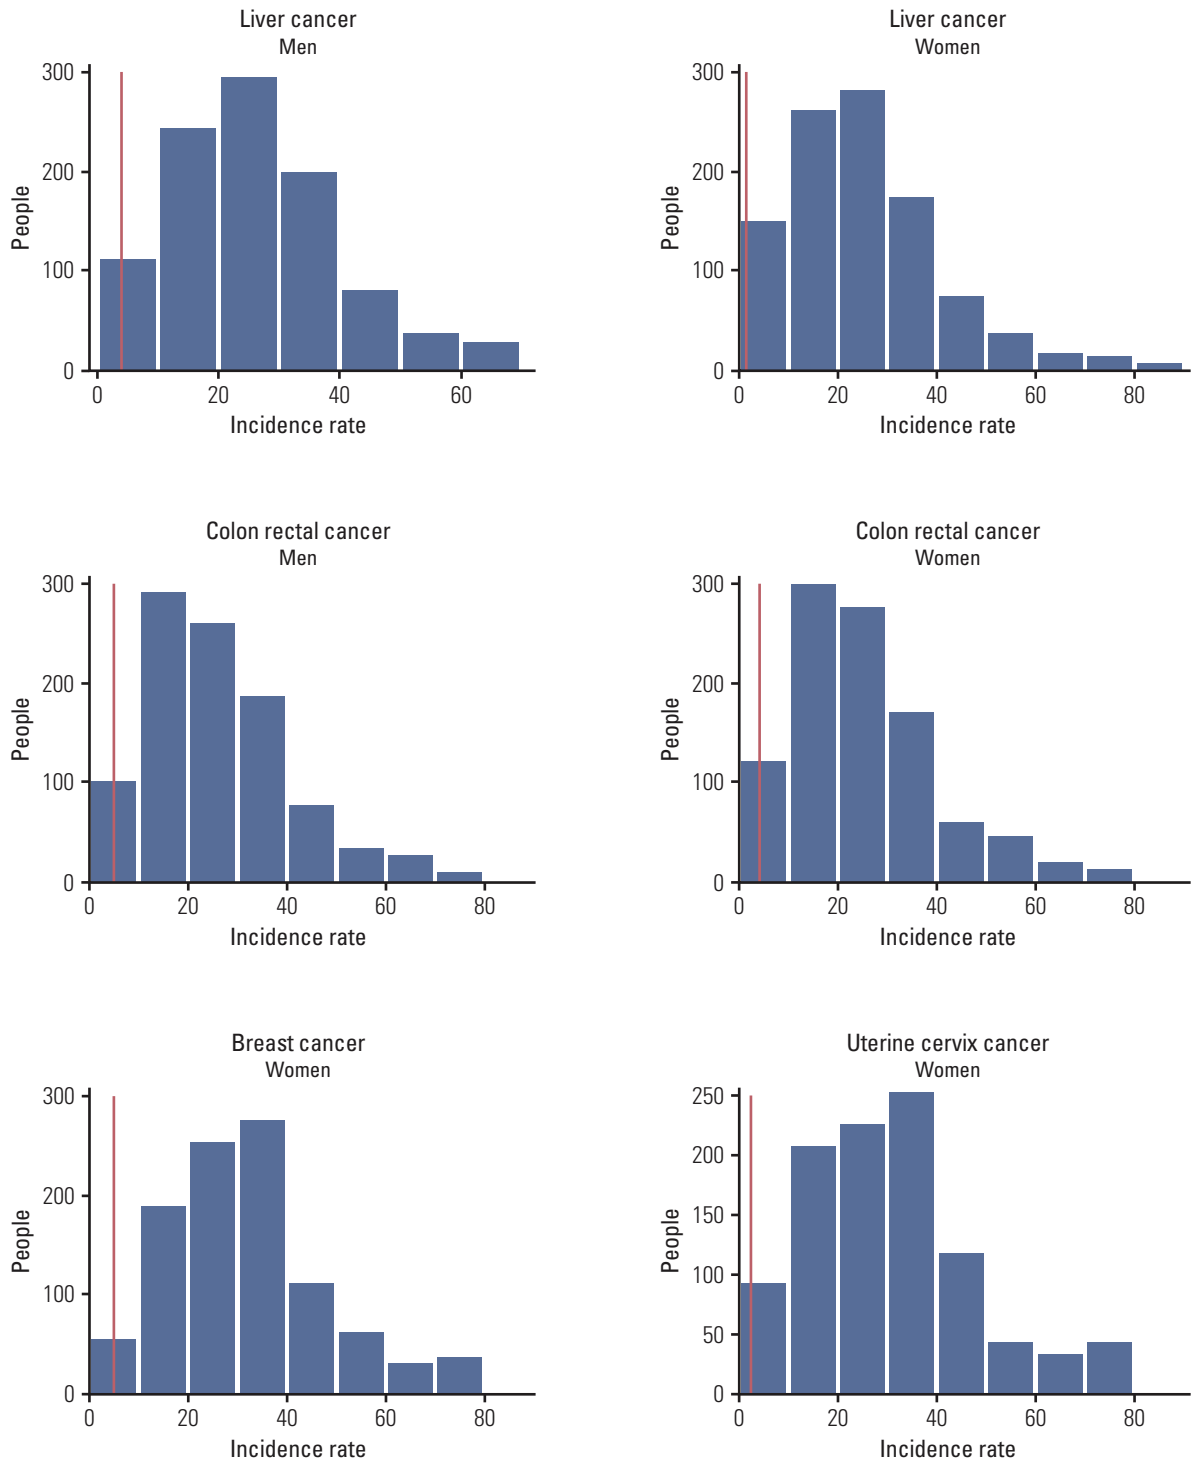 Liver cancer
Men
300
200
100
0
People
0 20 40 60
Incidence rate
Liver cancer
Women
300
200
100
0
People
0 20 40 60 80
Incidence rate
Colon rectal cancer
Men
300
200
100
0
People
0 20 40 60 80
Incidence rate
Colon rectal cancer
Women
300
200
100
0
People
0 20 40 60 80
Incidence rate
Breast cancer
Women
300
200
100
0
People
0 20 40 60 80
Incidence rate
Uterine cervix cancer
Women
250
200
150
100
50
0
People
0 20 40 60 80
Incidence rate